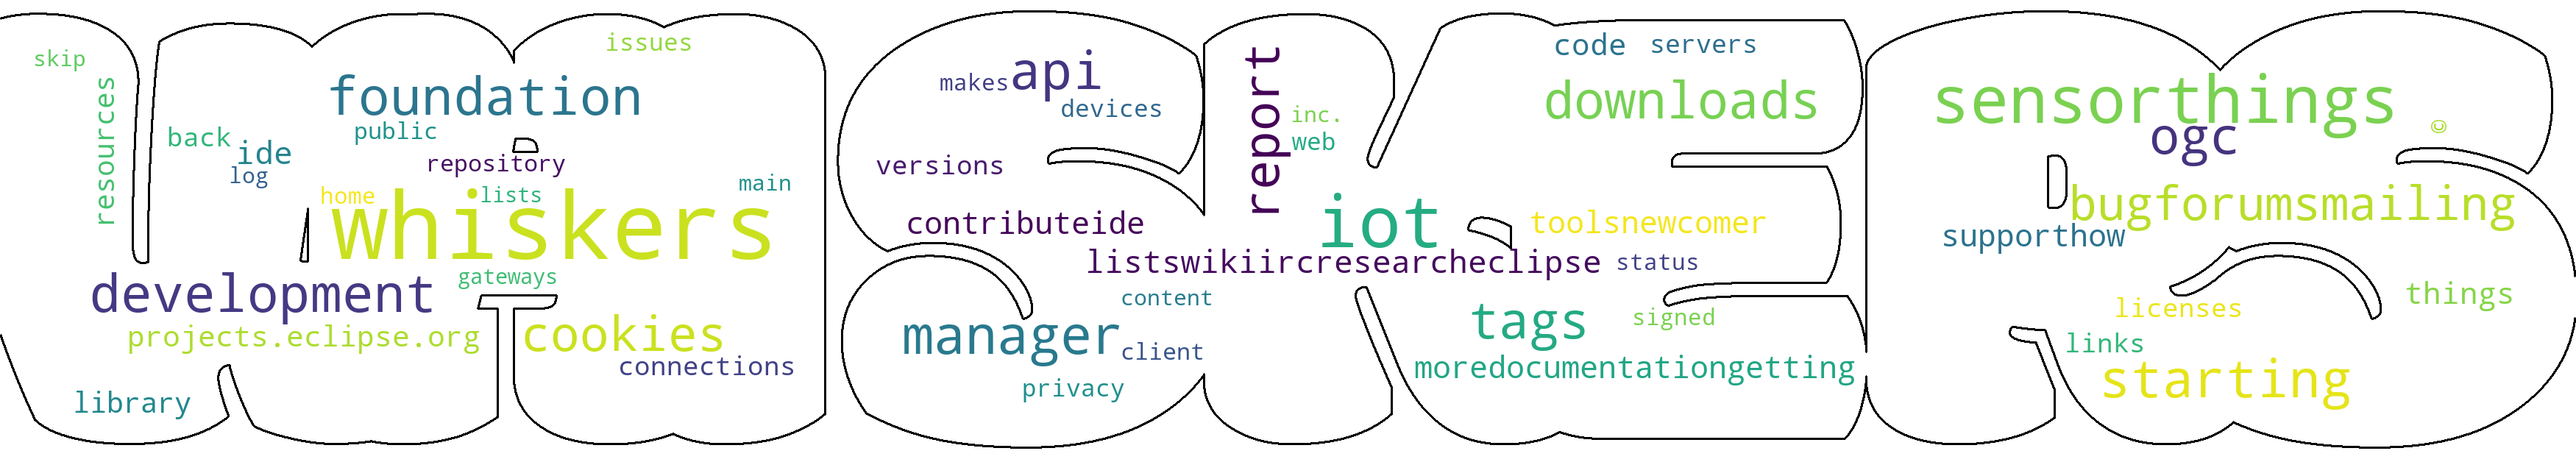 skip
issues
resources
foundation
public
back
ide
log
repository
home
lists
main
whiskers
gateways
development
projects.eclipse.org
cookies
connections
library
makes
api
devices
versions
contributeide
report
inc.
web
code
servers
downloads
iot
toolsnewcomer
listswikiircresearcheclipse
status
content
manager
client
privacy
tags
signed
moredocumentationgetting
sensorthings
ogc
©
bugforumsmailing
supporthow
things
licenses
links
starting